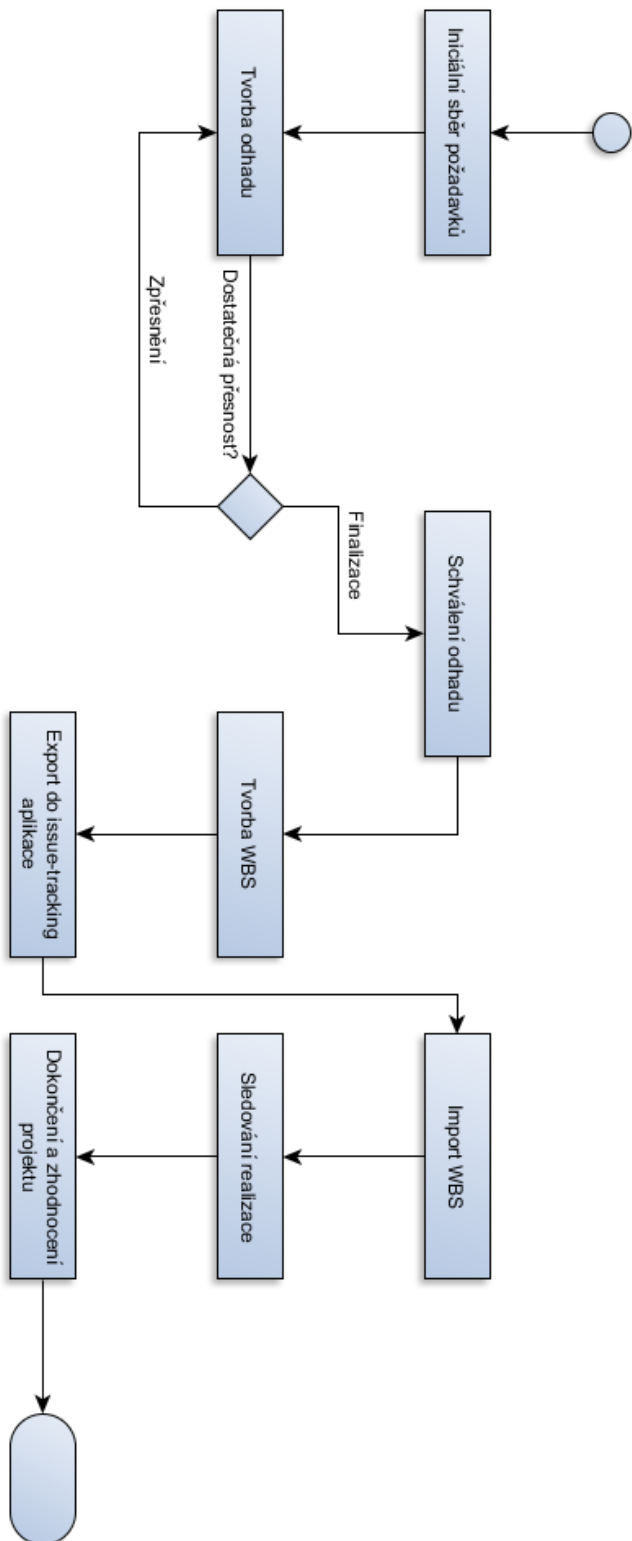 Iniciální sběr požadavků
Tvorba odhadu
Dostatečná přesnost?
Zpřesnění
Finalizace
Schválení odhadu
Tvorba WBS
Export do issue-tracking
aplikace
Import WBS
Sledování realizace
Dokončení a zhodnocení
projektu